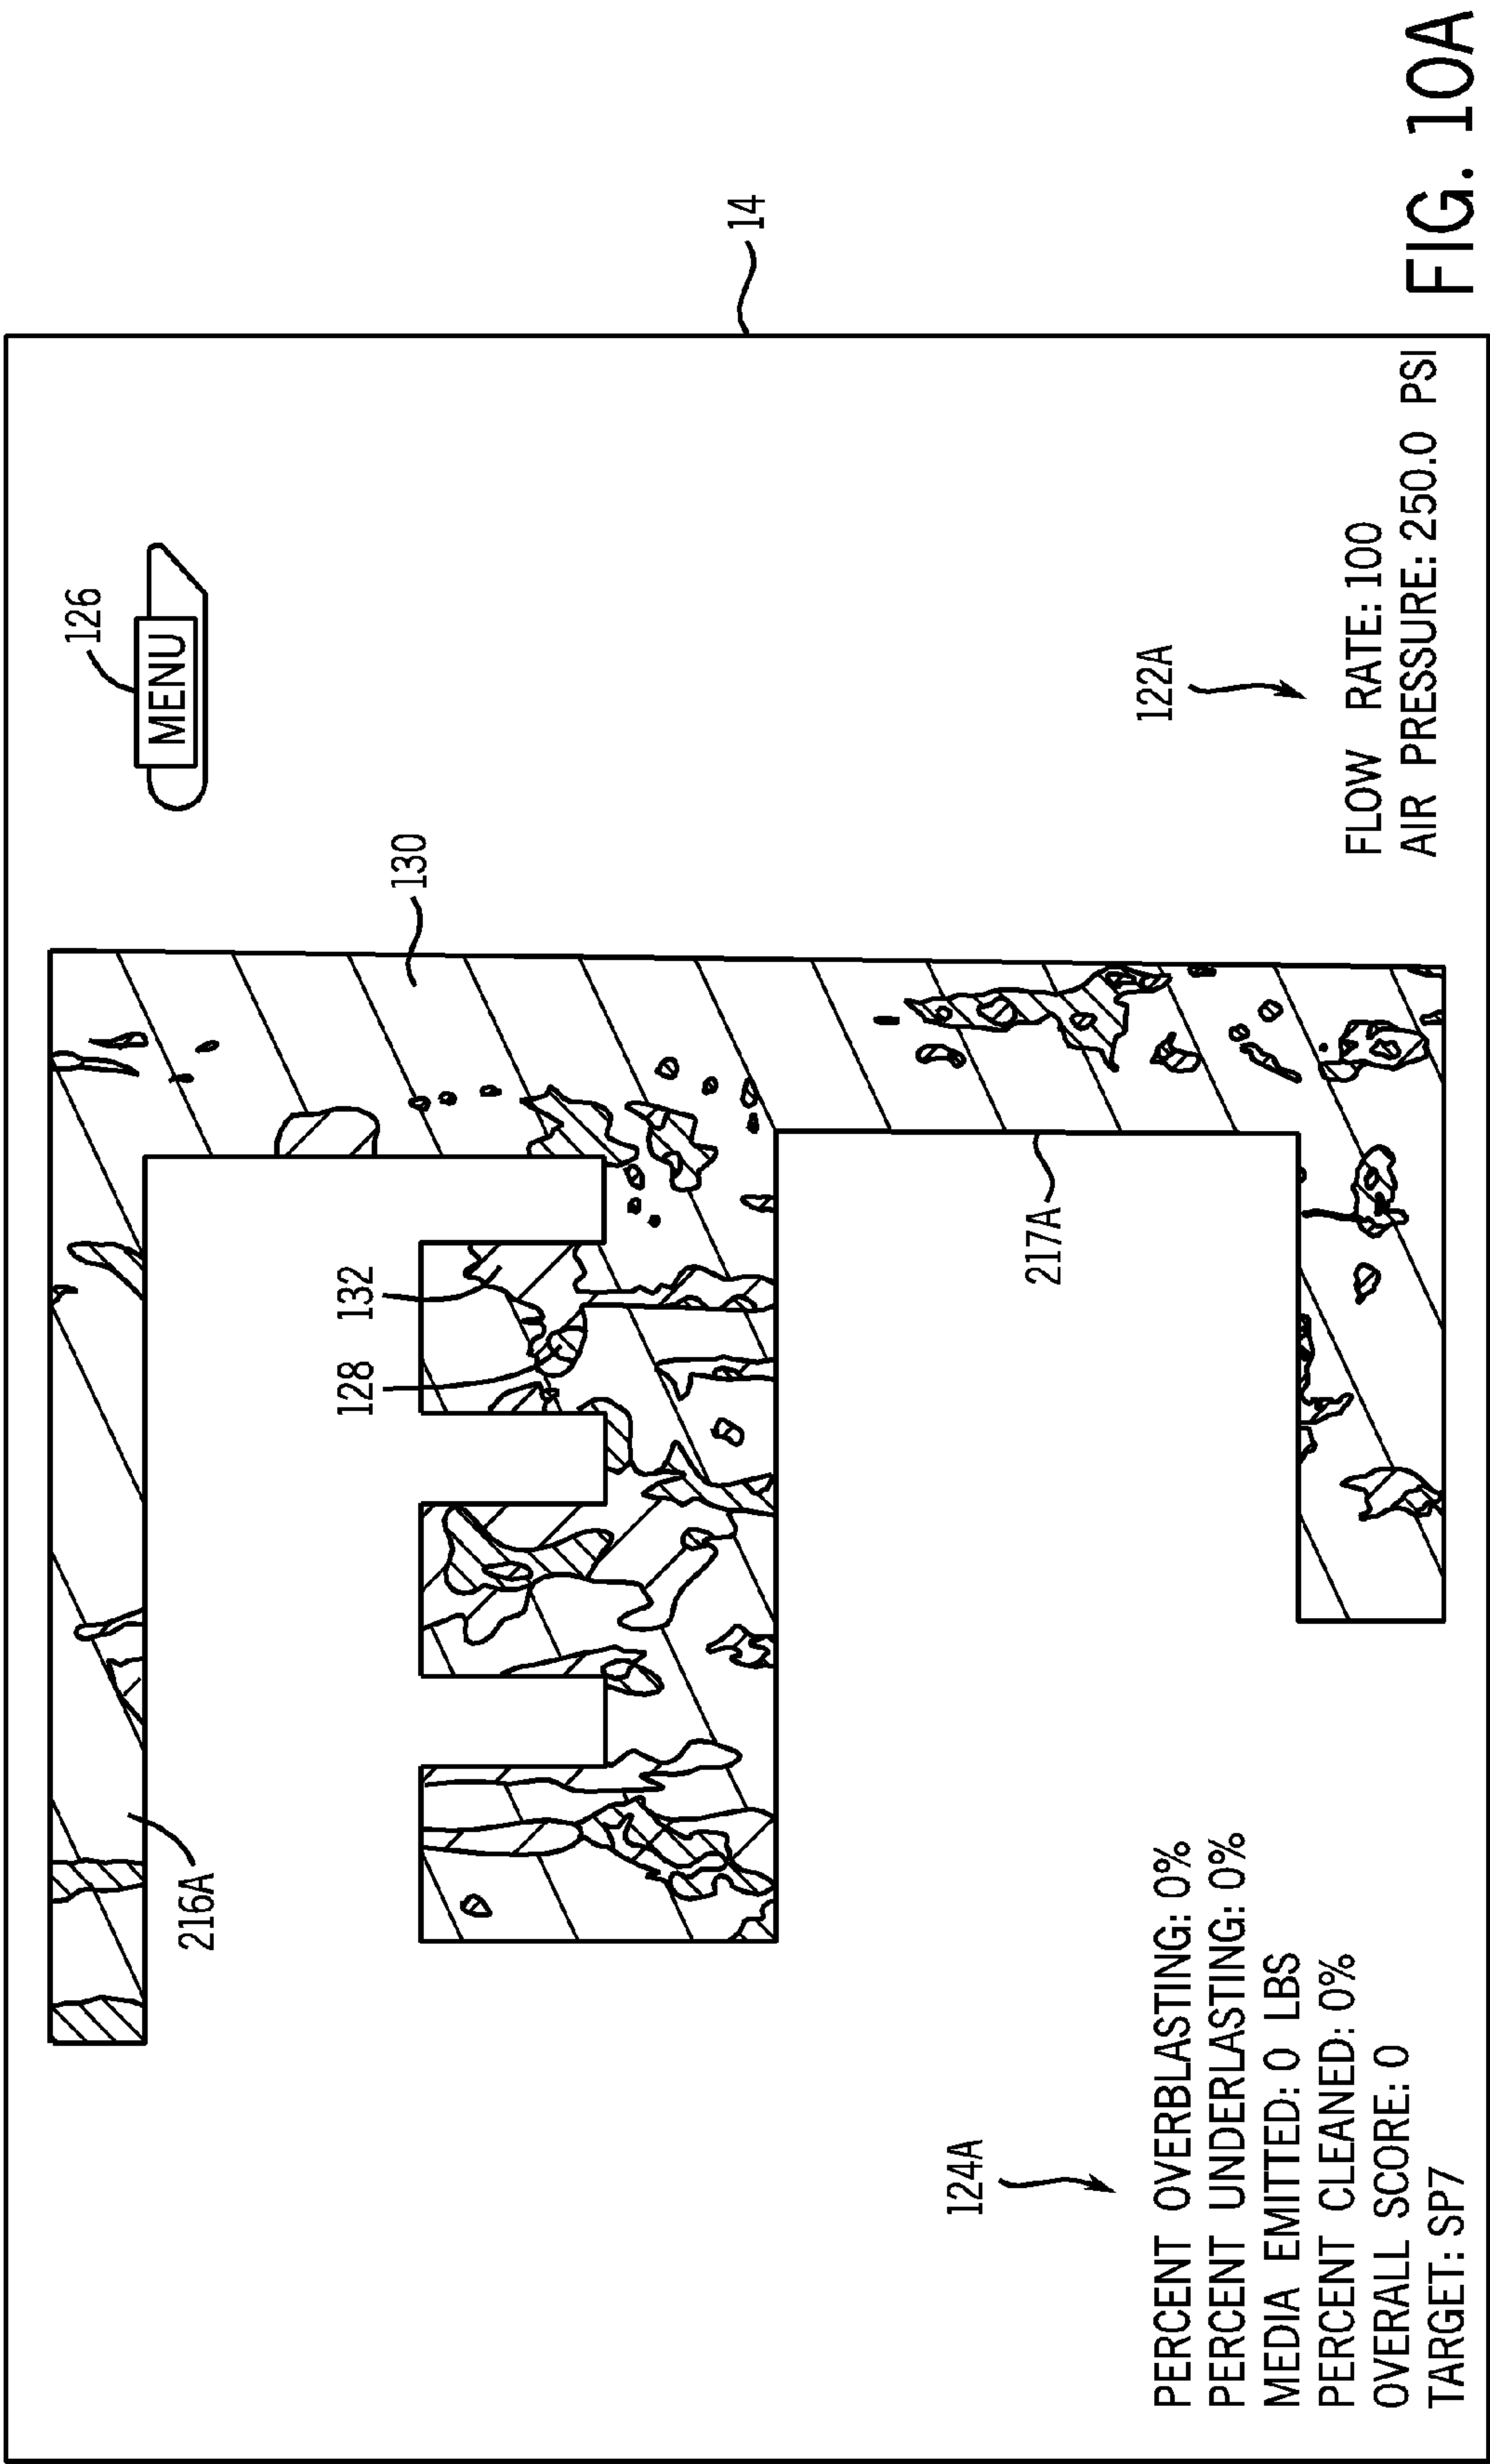 216A
128
132
130
126
MENU
14
217A
124A
PERCENT OVERBLASTING: 0%
PERCENT UNDERLASTING: 0%
MEDIA EMITTED: 0 LBS
PERCENT CLEANED: 0%
OVERALL SCORE: 0
TARGET: SP7
122A
FLOW RATE: 100
AIR PRESSURE: 250.0 PSI
FIG. 10A